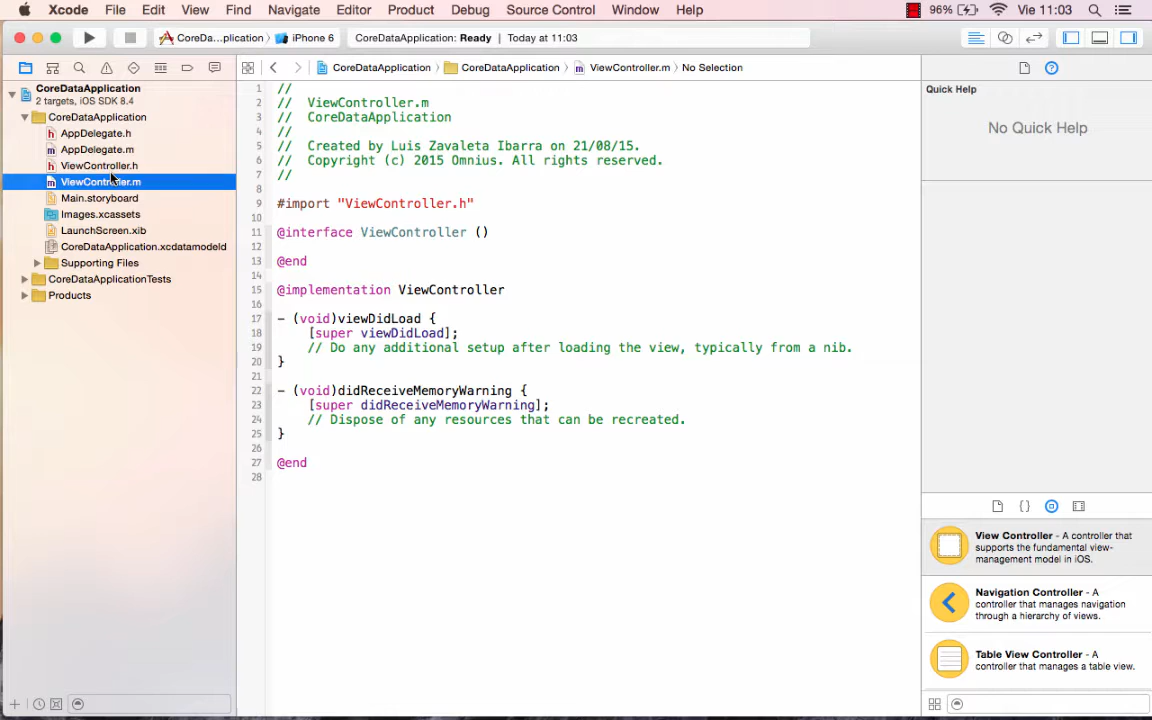 Xcode File Edit View Find Navigate Editor Product Debug Source Control Window Help 96% Vie 11:03
CoreDa...plication iPhone 6 CoreDataApplication: Ready | Today at 11:03
CoreDataApplication CoreDataApplication ViewController.m No Selection
CoreDataApplication
2 targets, iOS SDK 8.4
CoreDataApplication
AppDelegate.h
AppDelegate.m
ViewController.h
ViewController.m
Main.storyboard
Images.xcassets
LaunchScreen.xib
CoreDataApplication.xcdatamodeld
Supporting Files
CoreDataApplicationTests
Products
1 //
2 // ViewController.m
3 // CoreDataApplication
4 //
5 // Created by Luis Zavaleta Ibarra on 21/08/15.
6 // Copyright (c) 2015 Omnius. All rights reserved.
7 //
8
9 #import "ViewController.h"
10
11 @interface ViewController ()
12
13 @end
14
15 @implementation ViewController
16
17 - (void)viewDidLoad {
18 [super viewDidLoad];
19 // Do any additional setup after loading the view, typically from a nib.
20 }
21
22 - (void)didReceiveMemoryWarning {
23 [super didReceiveMemoryWarning];
24 // Dispose of any resources that can be recreated.
25 }
26
27 @end
28
Quick Help
No Quick Help
{ }
View Controller - A controller that
supports the fundamental view-
management model in iOS.
Navigation Controller - A
controller that manages navigation
through a hierarchy of views.
Table View Controller - A
controller that manages a table view.